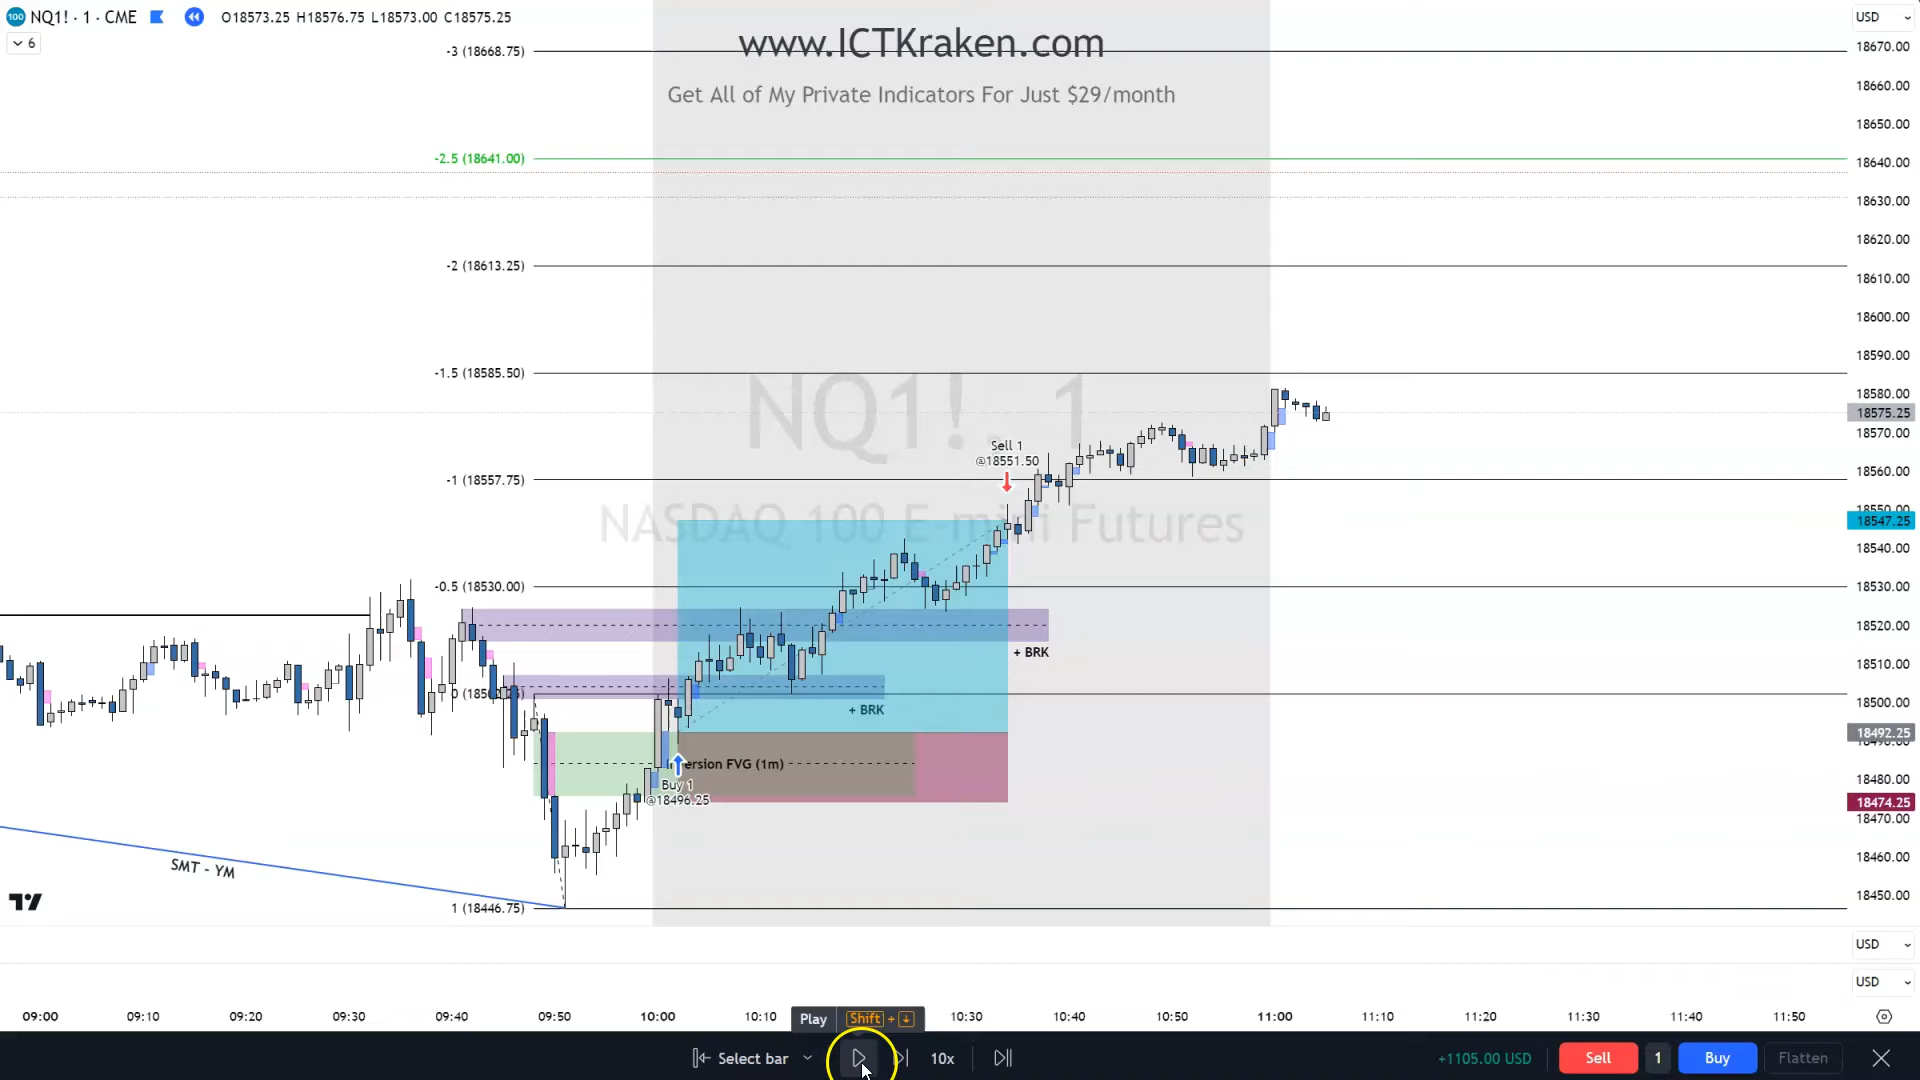 100 NQ1! · 1 · CME O18573.25 H18576.75 L18573.00 C18575.25
6
www.ICTKraken.com
Get All of My Private Indicators For Just $29/month
-3 (18668.75)
-2.5 (18641.00)
-2 (18613.25)
-1.5 (18585.50)
-1 (18557.75)
-0.5 (18530.00)
1 (18446.75)
NQ1!, 1
NASDAQ 100 E-mini Futures
Sell 1
@18551.50
+ BRK
+ BRK
Inversion FVG (1m)
Buy 1
@18496.25
SMT - YM
USD
18670.00
18660.00
18650.00
18640.00
18630.00
18620.00
18610.00
18600.00
18590.00
18580.00
18575.25
18570.00
18560.00
18550.00
18547.25
18540.00
18530.00
18520.00
18510.00
18500.00
18492.25
18480.00
18474.25
18470.00
18460.00
18450.00
USD
USD
09:00 09:10 09:20 09:30 09:40 09:50 10:00 10:10 10:30 10:40 10:50 11:00 11:10 11:20 11:30 11:40 11:50
Play Shift + ↓
Select bar 10x +1105.00 USD Sell 1 Buy Flatten